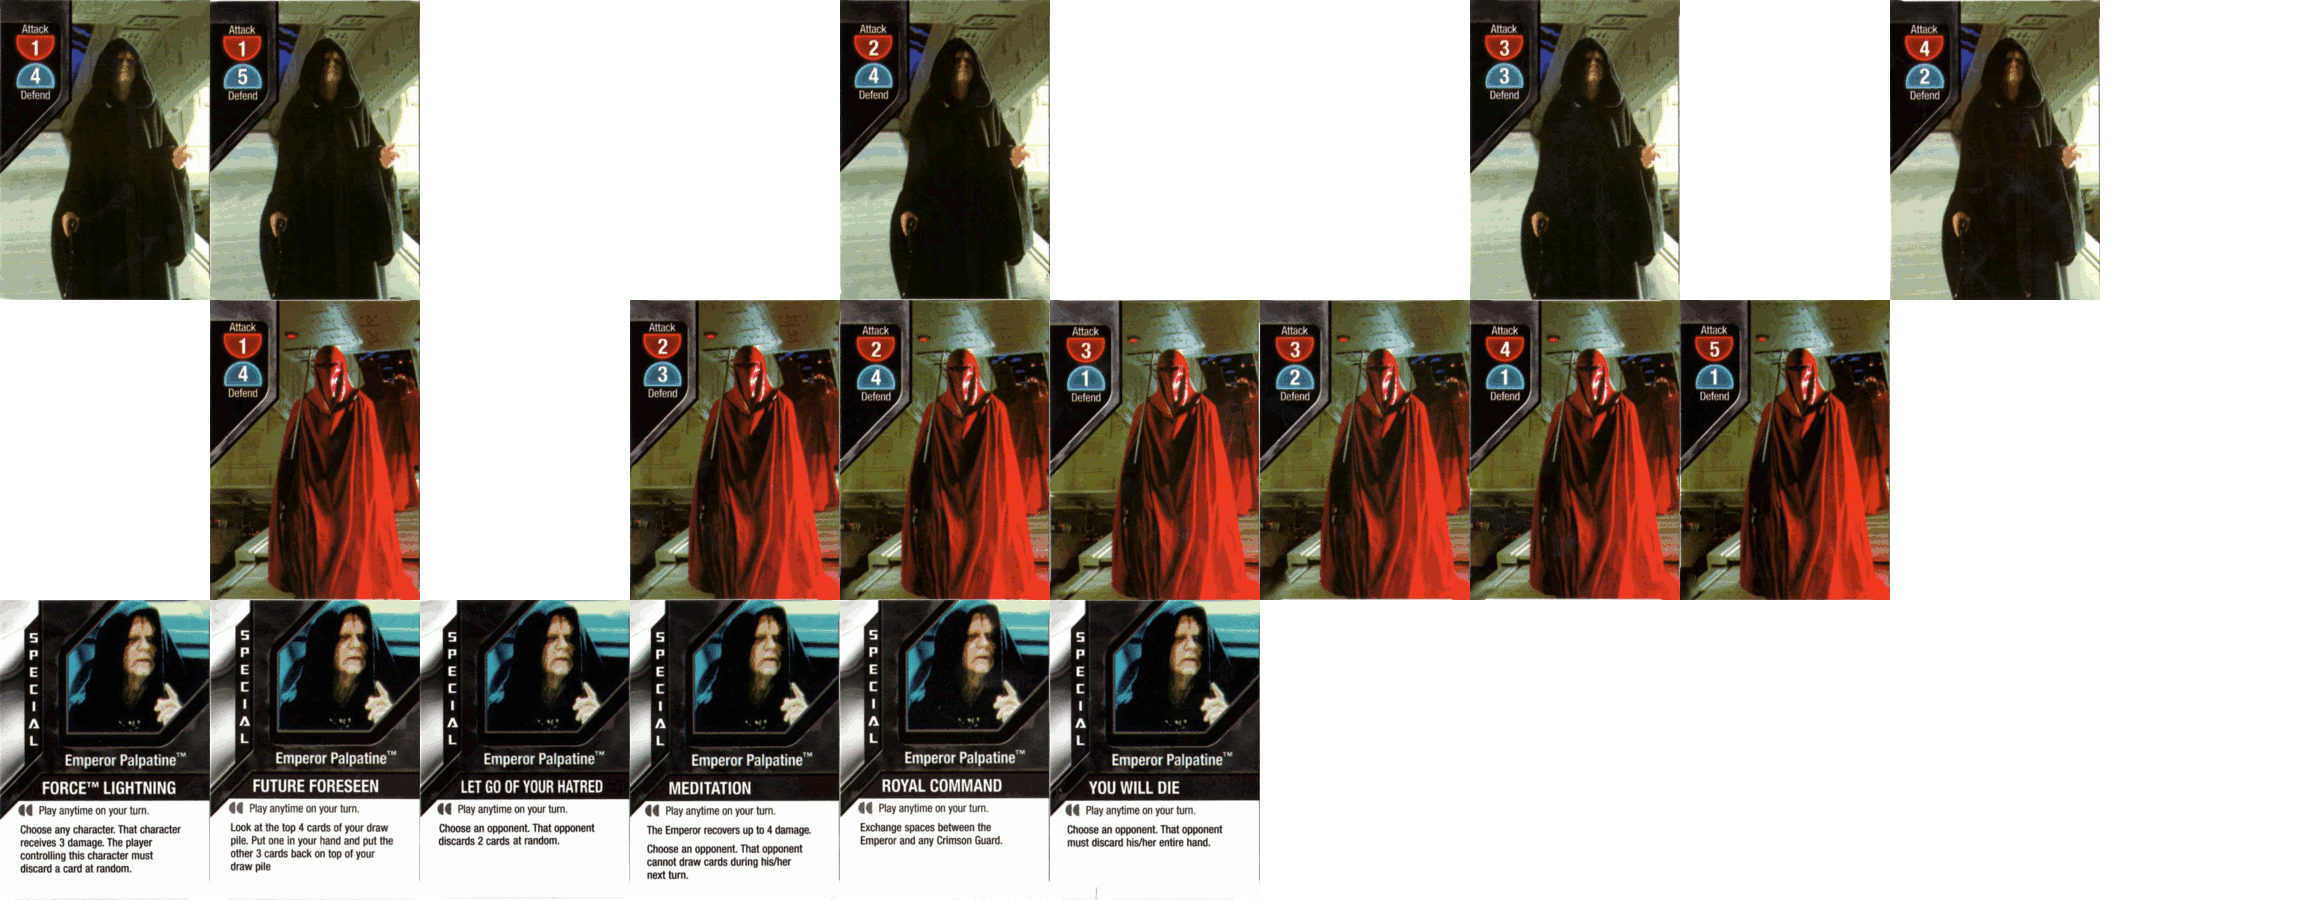 Attack
1
4
Defend
Attack
1
5
Defend
Attack
2
4
Defend
Attack
3
3
Defend
Attack
4
2
Defend
Attack
1
4
Defend
Attack
2
3
Defend
Attack
2
4
Defend
Attack
3
1
Defend
Attack
3
2
Defend
Attack
4
1
Defend
Attack
5
1
Defend
SPECIAL
Emperor Palpatine™
FORCE™ LIGHTNING
Play anytime on your turn.
Choose any character. That character
receives 3 damage. The player
controlling this character must
discard a card at random.
SPECIAL
Emperor Palpatine™
FUTURE FORESEEN
Play anytime on your turn.
Look at the top 4 cards of your draw
pile. Put one in your hand and put the
other 3 cards back on top of your
draw pile
SPECIAL
Emperor Palpatine™
LET GO OF YOUR HATRED
Play anytime on your turn.
Choose an opponent. That opponent
discards 2 cards at random.
SPECIAL
Emperor Palpatine™
MEDITATION
Play anytime on your turn.
The Emperor recovers up to 4 damage.
Choose an opponent. That opponent
cannot draw cards during his/her
next turn.
SPECIAL
Emperor Palpatine™
ROYAL COMMAND
Play anytime on your turn.
Exchange spaces between the
Emperor and any Crimson Guard.
SPECIAL
Emperor Palpatine™
YOU WILL DIE
Play anytime on your turn.
Choose an opponent. That opponent
must discard his/her entire hand.